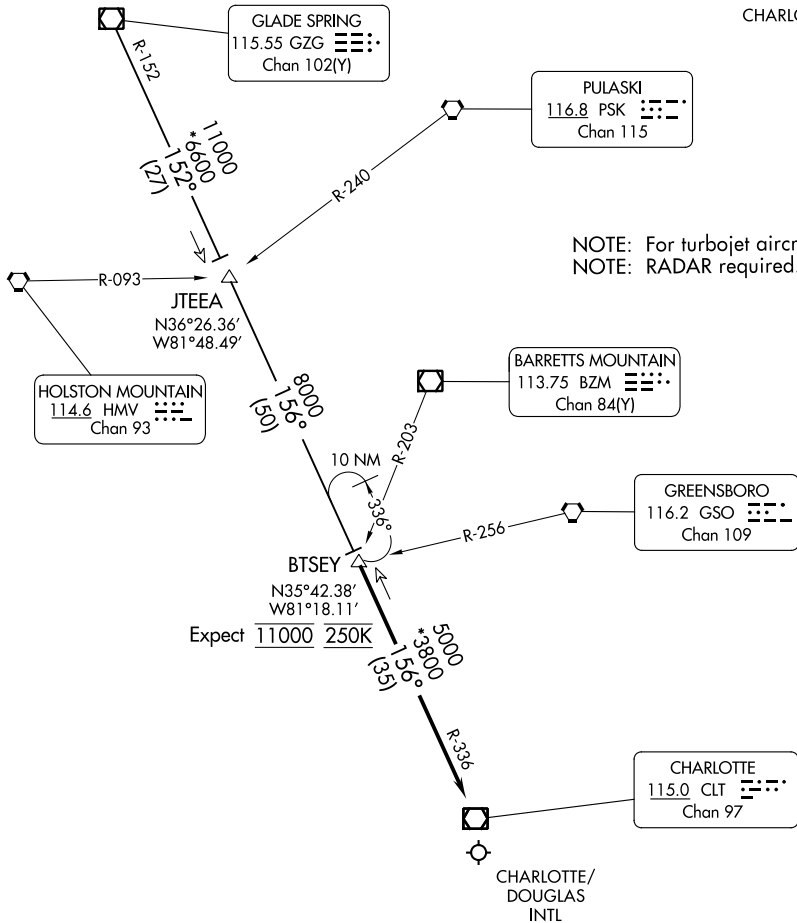 CHARLO
GLADE SPRING
115.55 GZG
Chan 102(Y)
R-152
PULASKI
116.8 PSK
Chan 115
11000
*6600
152°
(27)
R-240
NOTE: For turbojet aircr
NOTE: RADAR required.
R-093
JTEEA
N36°26.36′
W81°48.49′
HOLSTON MOUNTAIN
114.6 HMV
Chan 93
BARRETTS MOUNTAIN
113.75 BZM
Chan 84(Y)
8000
156°
(50)
R-203
10 NM
336°
GREENSBORO
116.2 GSO
Chan 109
R-256
BTSEY
N35°42.38′
W81°18.11′
Expect 11000 250K
5000
*3800
156°
(35)
R-336
CHARLOTTE
115.0 CLT
Chan 97
CHARLOTTE/
DOUGLAS
INTL